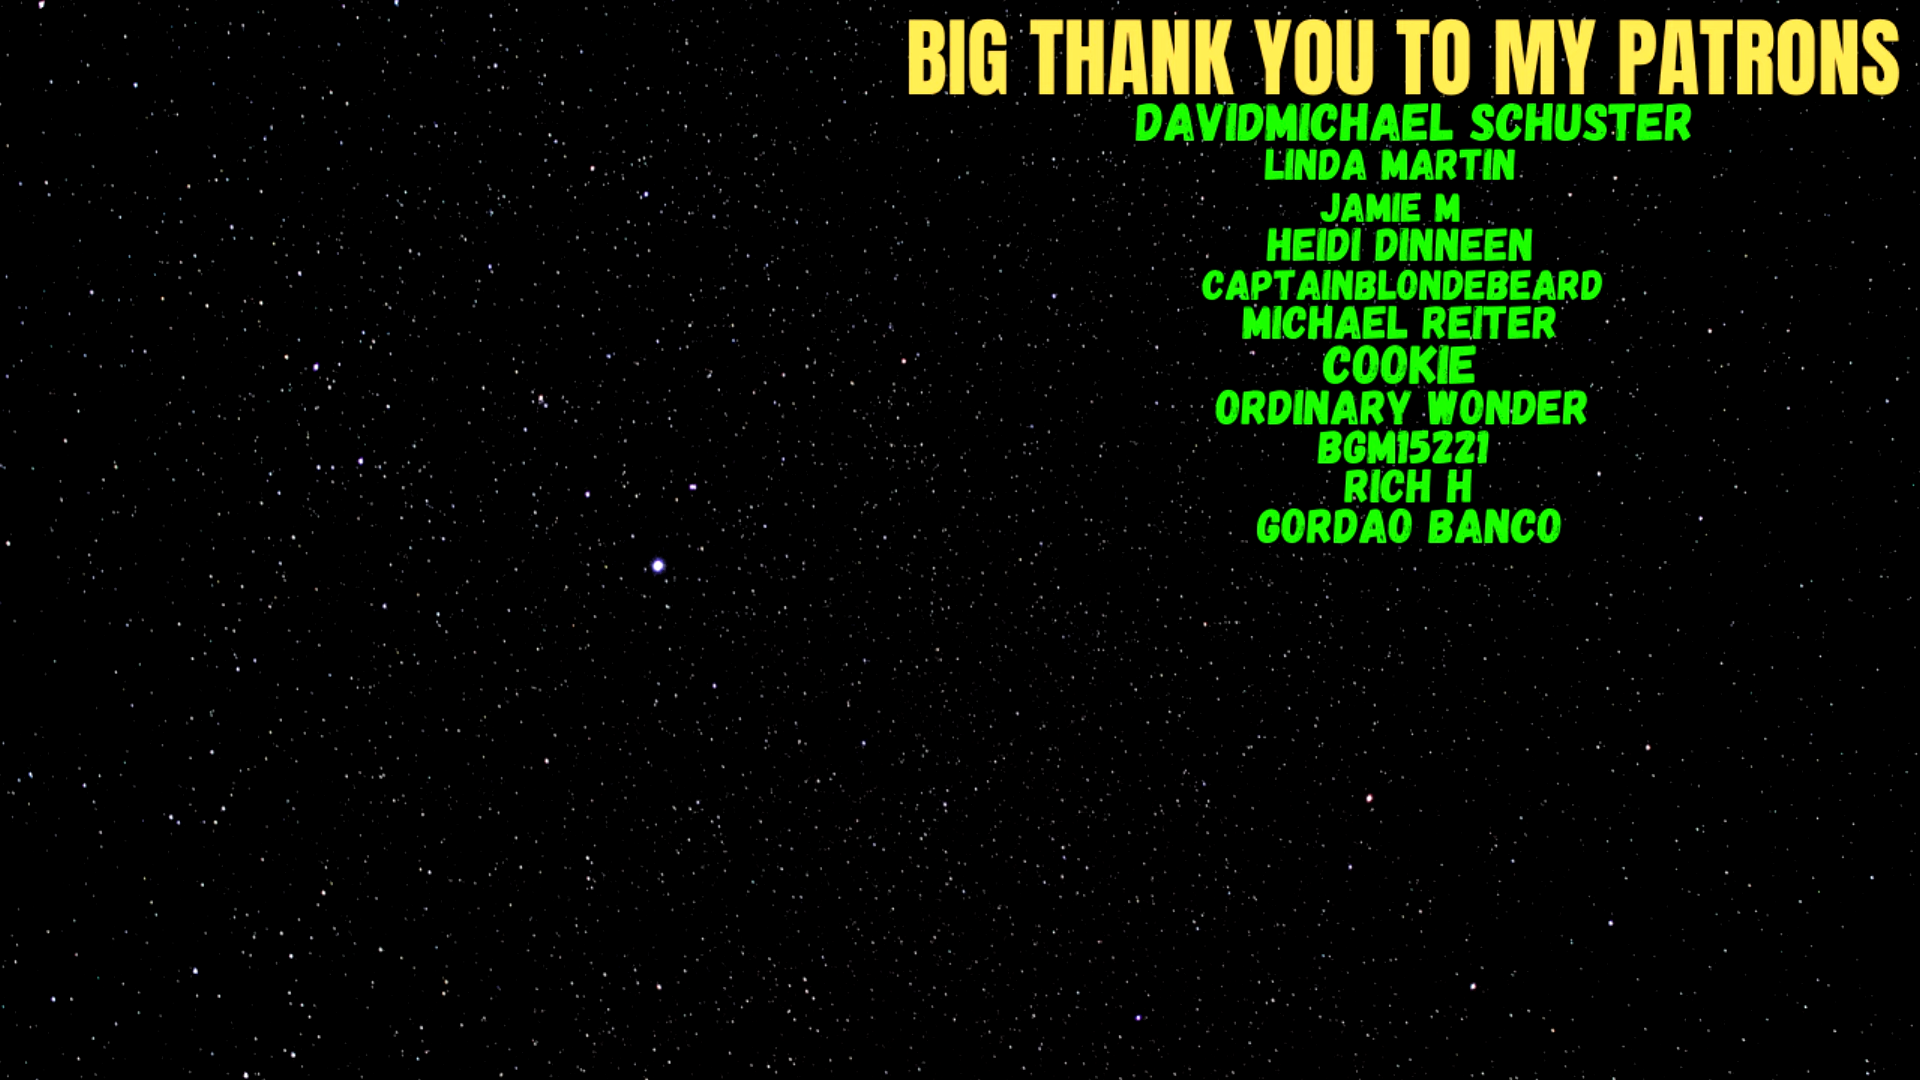 BIG THANK YOU TO MY PATRONS
DAVIDMICHAEL SCHUSTER
LINDA MARTIN
JAMIE M
HEIDI DINNEEN
CAPTAINBLONDEBEARD
MICHAEL REITER
COOKIE
ORDINARY WONDER
BGM15221
RICH H
GORDAO BANCO